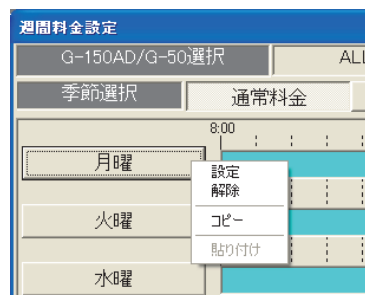 週間料金設定
G-150AD/G-50選択 ALL
季節選択 通常料金
8:00
月曜
設定
解除
火曜
コピー
貼り付け
水曜